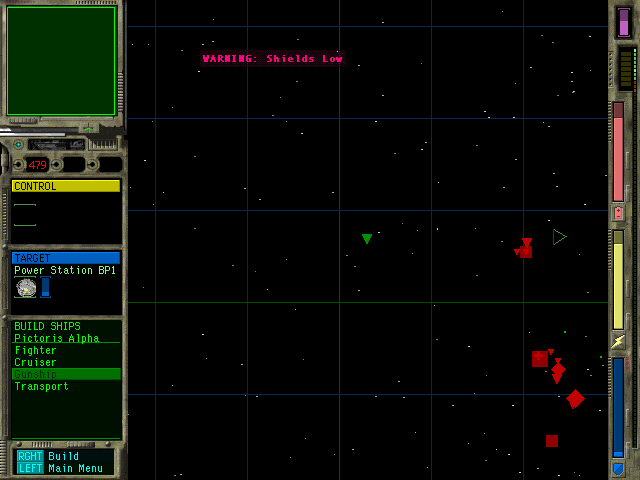 WARNING: Shields Low
479
CONTROL
TARGET
Power Station BP1
BUILD SHIPS
Pictoris Alpha
Fighter
Cruiser
Gunship
Transport
RGHT Build
LEFT Main Menu